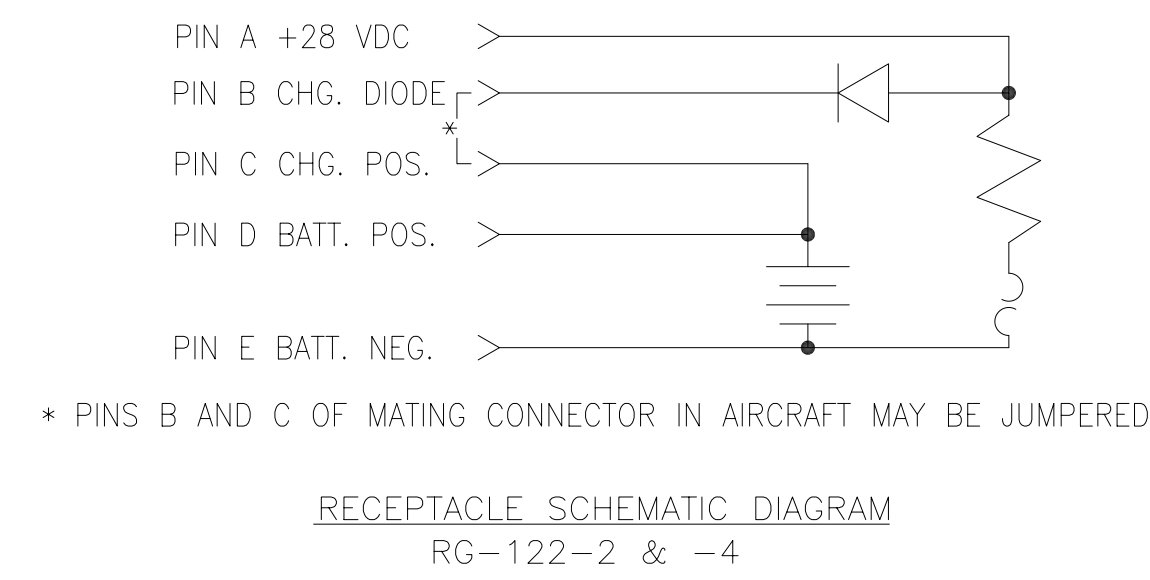 PIN A +28 VDC
PIN B CHG. DIODE
*
PIN C CHG. POS.
PIN D BATT. POS.
PIN E BATT. NEG.
* PINS B AND C OF MATING CONNECTOR IN AIRCRAFT MAY BE JUMPERED
RECEPTACLE SCHEMATIC DIAGRAM
RG-122-2 & -4